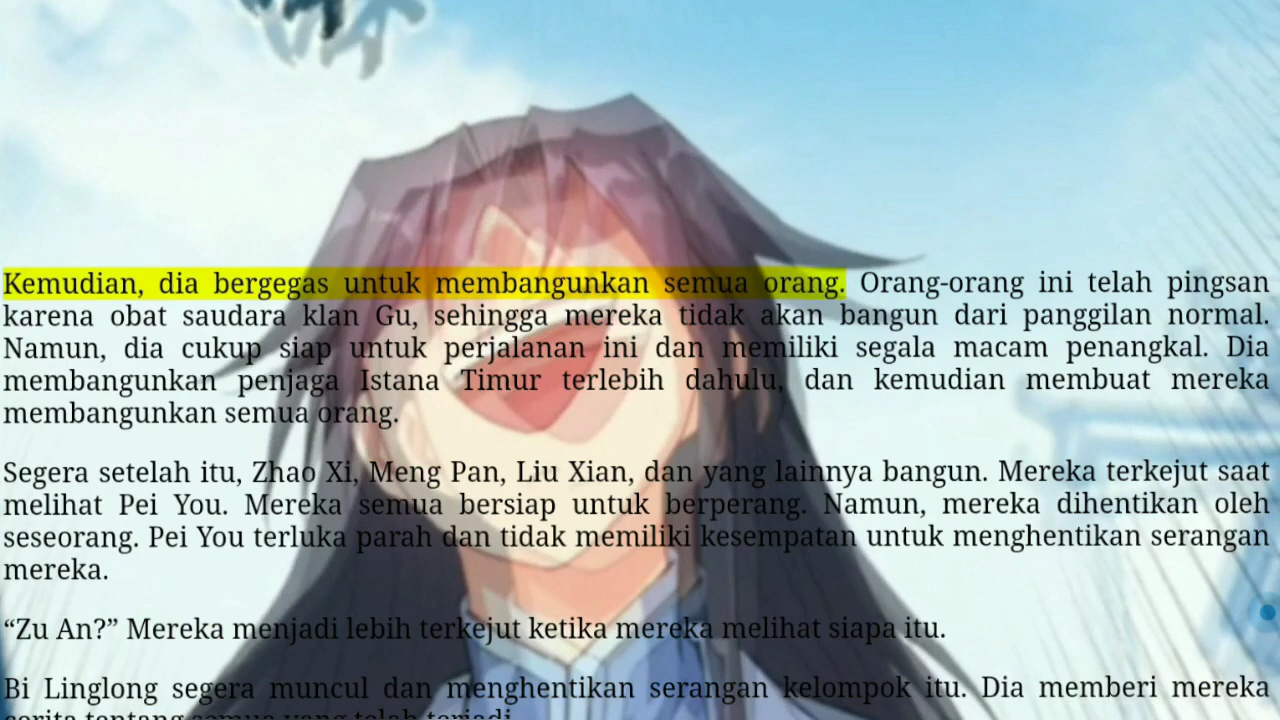 Kemudian, dia bergegas untuk membangunkan semua orang. Orang-orang ini telah pingsan
karena obat saudara klan Gu, sehingga mereka tidak akan bangun dari panggilan normal.
Namun, dia cukup siap untuk perjalanan ini dan memiliki segala macam penangkal. Dia
membangunkan penjaga Istana Timur terlebih dahulu, dan kemudian membuat mereka
membangunkan semua orang.
Segera setelah itu, Zhao Xi, Meng Pan, Liu Xian, dan yang lainnya bangun. Mereka terkejut saat
melihat Pei You. Mereka semua bersiap untuk berperang. Namun, mereka dihentikan oleh
seseorang. Pei You terluka parah dan tidak memiliki kesempatan untuk menghentikan serangan
mereka.
“Zu An?” Mereka menjadi lebih terkejut ketika mereka melihat siapa itu.
Bi Linglong segera muncul dan menghentikan serangan kelompok itu. Dia memberi mereka
cerita tentang semua yang telah terjadi.